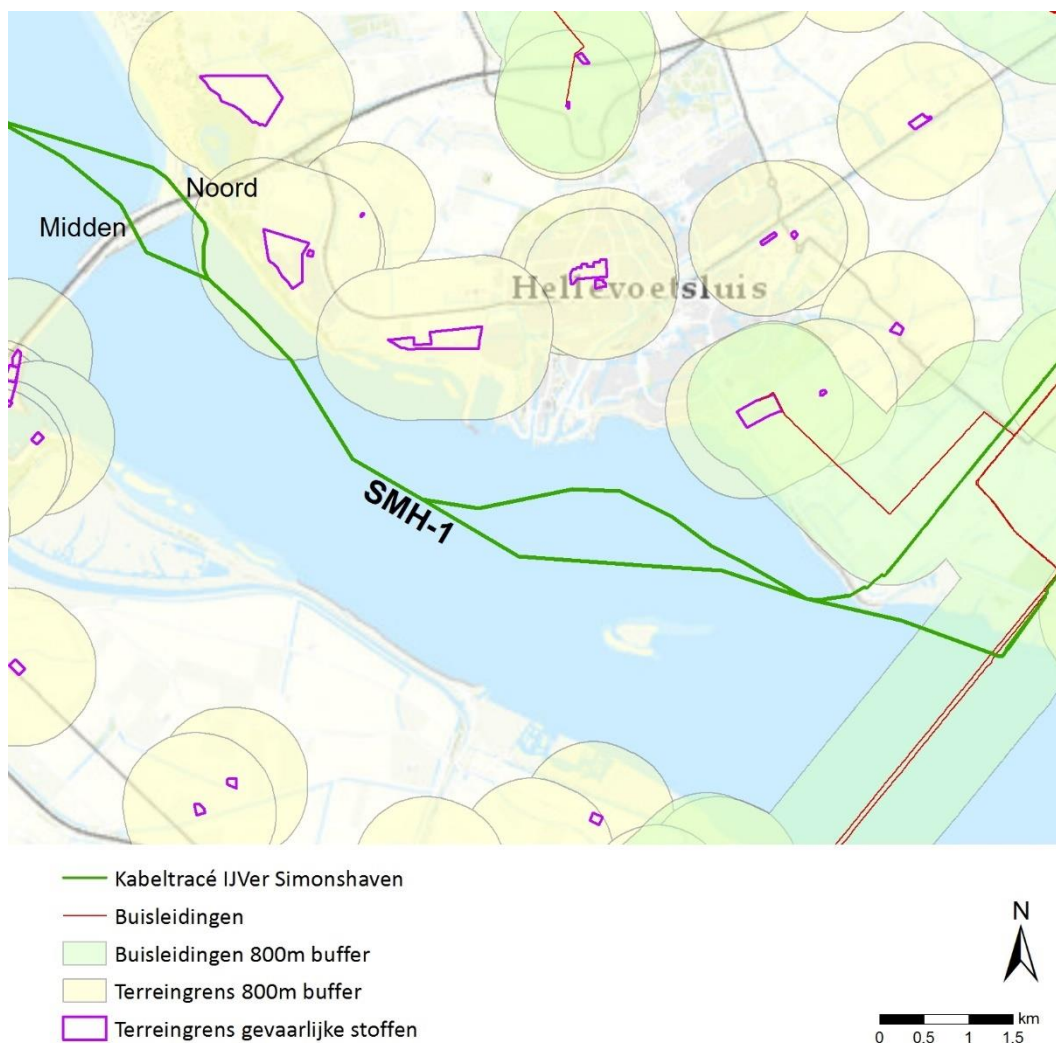 Noord
Midden
Hellevoetsluis
SMH-1
Kabeltracé IJVer Simonshaven
Buisleidingen
Buisleidingen 800m buffer
Terreingrens 800m buffer
Terreingrens gevaarlijke stoffen
N
km
0 0.5 1 1.5